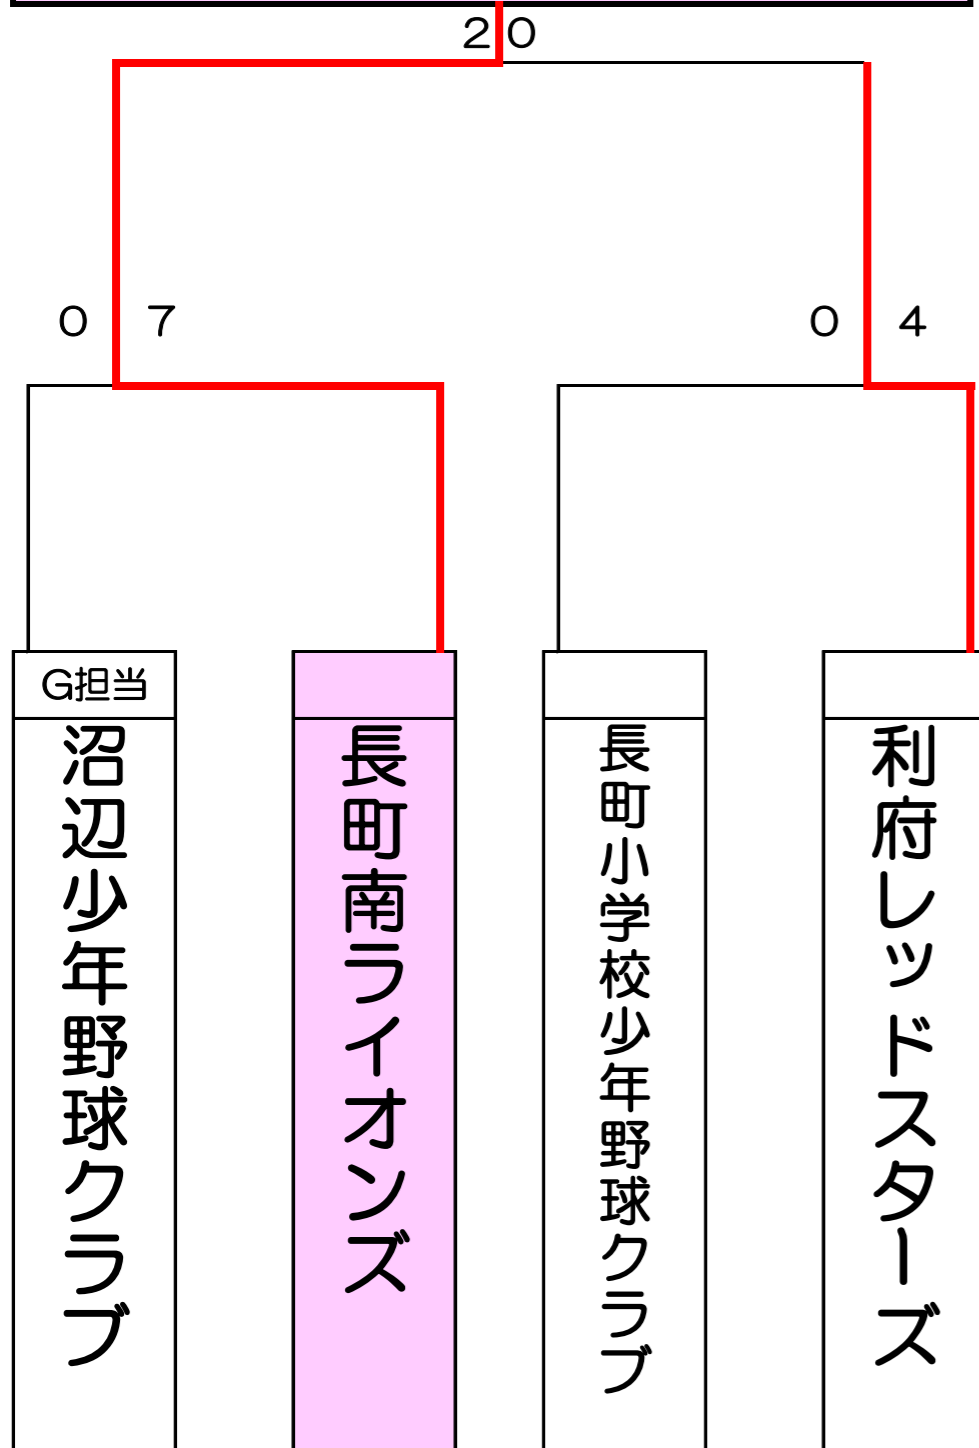 ２ ０
０ ７
０ ４
G担当
沼辺少年野球クラブ
長町南ライオンズ
長町小学校少年野球クラブ
利府レッドスターズ